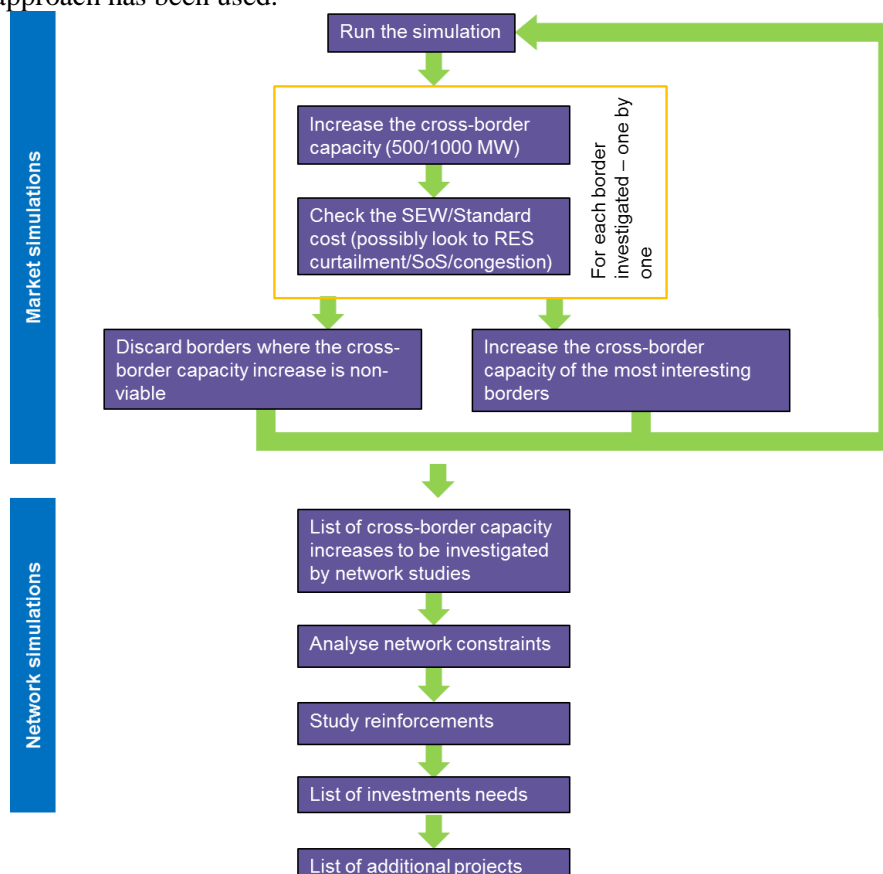 approach has been used.
Run the simulation
Market simulations
Increase the cross-border
capacity (500/1000 MW)
For each border
investigated – one by
one
Check the SEW/Standard
cost (possibly look to RES
curtailment/SoS/congestion)
Discard borders where the cross-
border capacity increase is non-
viable
Increase the cross-border
capacity of the most interesting
borders
Network simulations
List of cross-border capacity
increases to be investigated
by network studies
Analyse network constraints
Study reinforcements
List of investments needs
List of additional projects